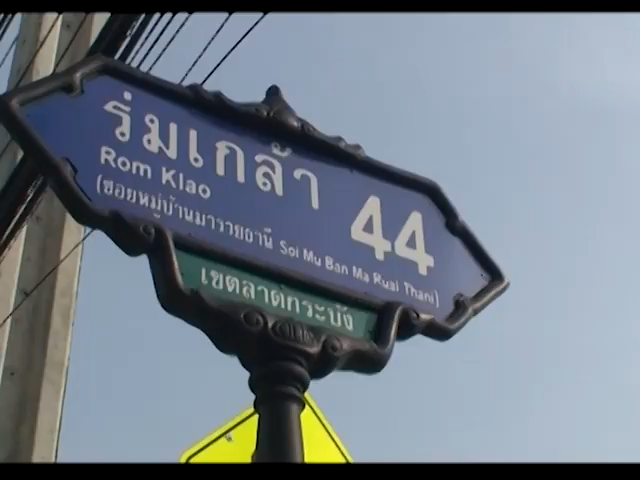 ร่มเกล้า 44
Rom Klao
(ซอยหมู่บ้านมารวยธานี Soi Mu Ban Ma Ruai Thani)
เขตลาดกระบัง